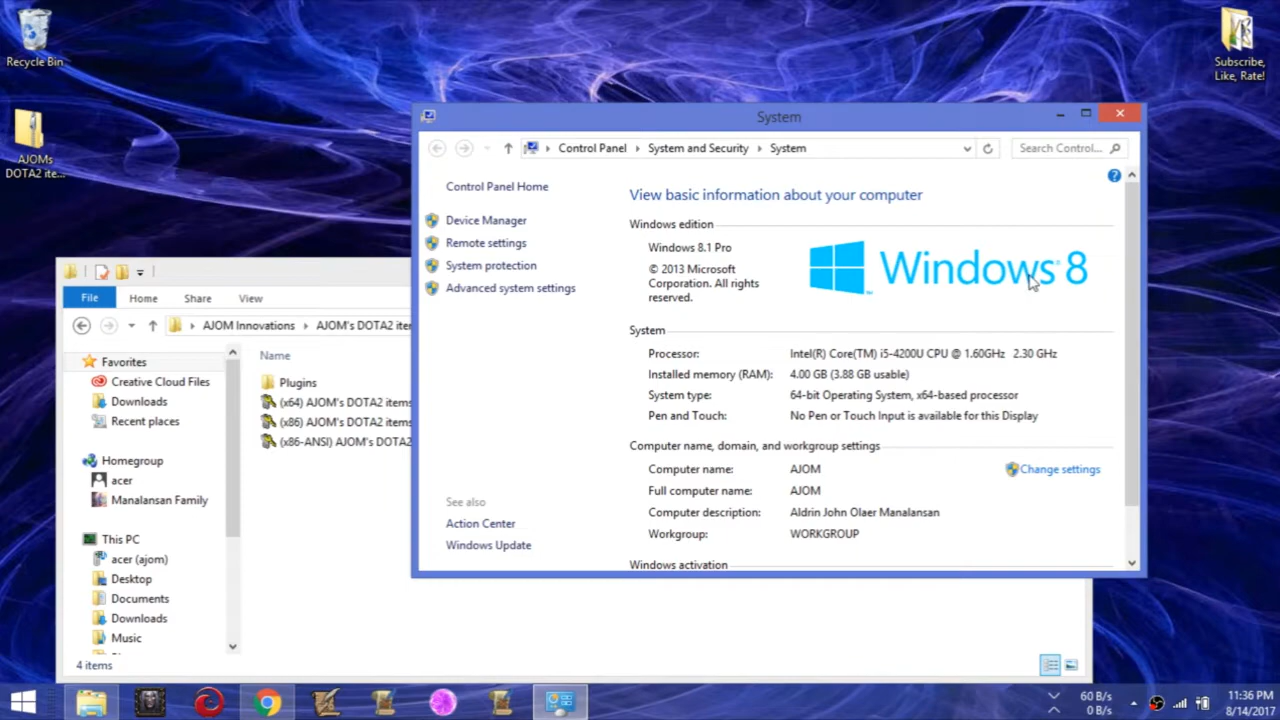 Recycle Bin
AJOMs
DOTA2 ite...
Subscribe,
Like, Rate!
System
Control Panel
System and Security
System
Search Control...
Control Panel Home
Device Manager
Remote settings
System protection
Advanced system settings
See also
Action Center
Windows Update
View basic information about your computer
Windows edition
Windows 8.1 Pro
© 2013 Microsoft
Corporation. All rights
reserved.
Windows 8
System
Processor: Intel(R) Core(TM) i5-4200U CPU @ 1.60GHz 2.30 GHz
Installed memory (RAM): 4.00 GB (3.88 GB usable)
System type: 64-bit Operating System, x64-based processor
Pen and Touch: No Pen or Touch Input is available for this Display
Computer name, domain, and workgroup settings
Computer name: AJOM
Change settings
Full computer name: AJOM
Computer description: Aldrin John Olaer Manalansan
Workgroup: WORKGROUP
Windows activation
File
Home
Share
View
AJOM Innovations
AJOM's DOTA2 iter
Name
Plugins
(x64) AJOM's DOTA2 items
(x86) AJOM's DOTA2 items
(x86-ANSI) AJOM's DOTA2
Favorites
Creative Cloud Files
Downloads
Recent places
Homegroup
acer
Manalansan Family
This PC
acer (ajom)
Desktop
Documents
Downloads
Music
4 items
60 B/s
0 B/s
11:36 PM
8/14/2017